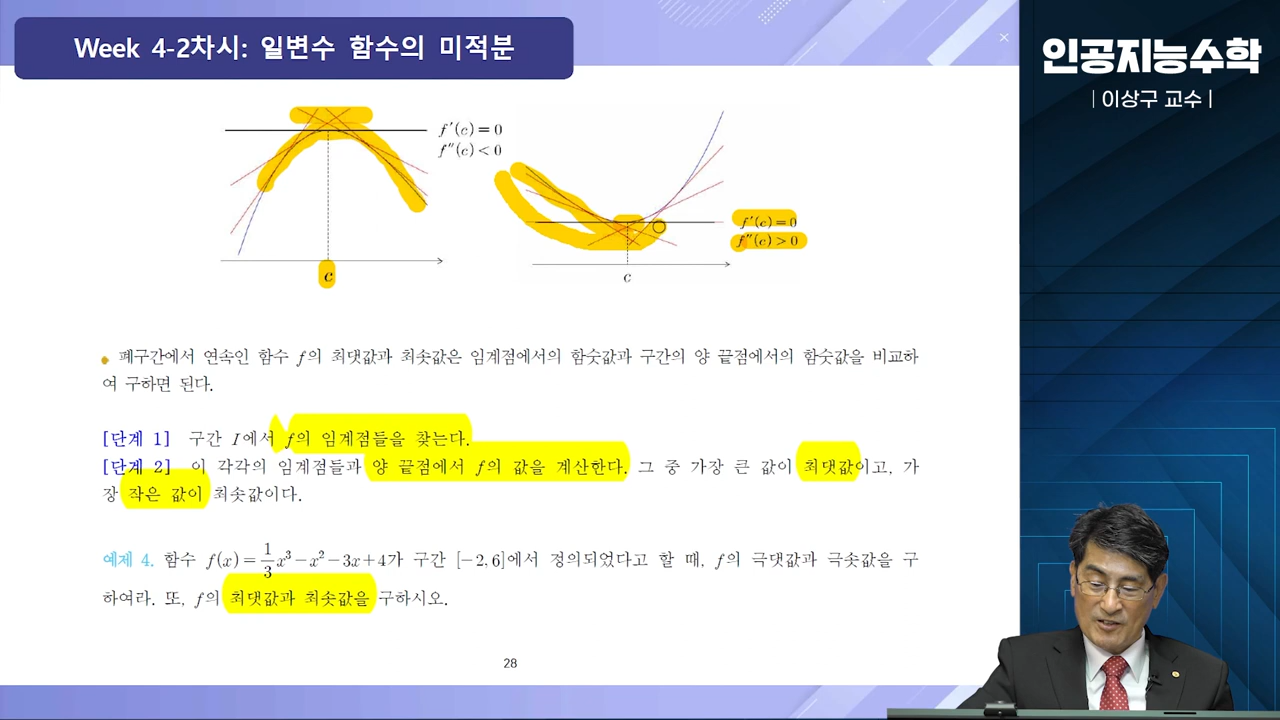 Week 4-2차시: 일변수 함수의 미적분
인공지능수학
| 이상구 교수 |
f′(c)=0
f″(c)<0
c
f′(c)=0
f″(c)>0
c
폐구간에서 연속인 함수 f의 최댓값과 최솟값은 임계점에서의 함숫값과 구간의 양 끝점에서의 함숫값을 비교하
여 구하면 된다.
[단계 1] 구간 I에서 f의 임계점들을 찾는다.
[단계 2] 이 각각의 임계점들과 양 끝점에서 f의 값을 계산한다. 그 중 가장 큰 값이 최댓값이고, 가
장 작은 값이 최솟값이다.
예제 4. 함수 f(x)=1/3x³−x²−3x+4가 구간 [−2, 6]에서 정의되었다고 할 때, f의 극댓값과 극솟값을 구
하여라. 또, f의 최댓값과 최솟값을 구하시오.
28